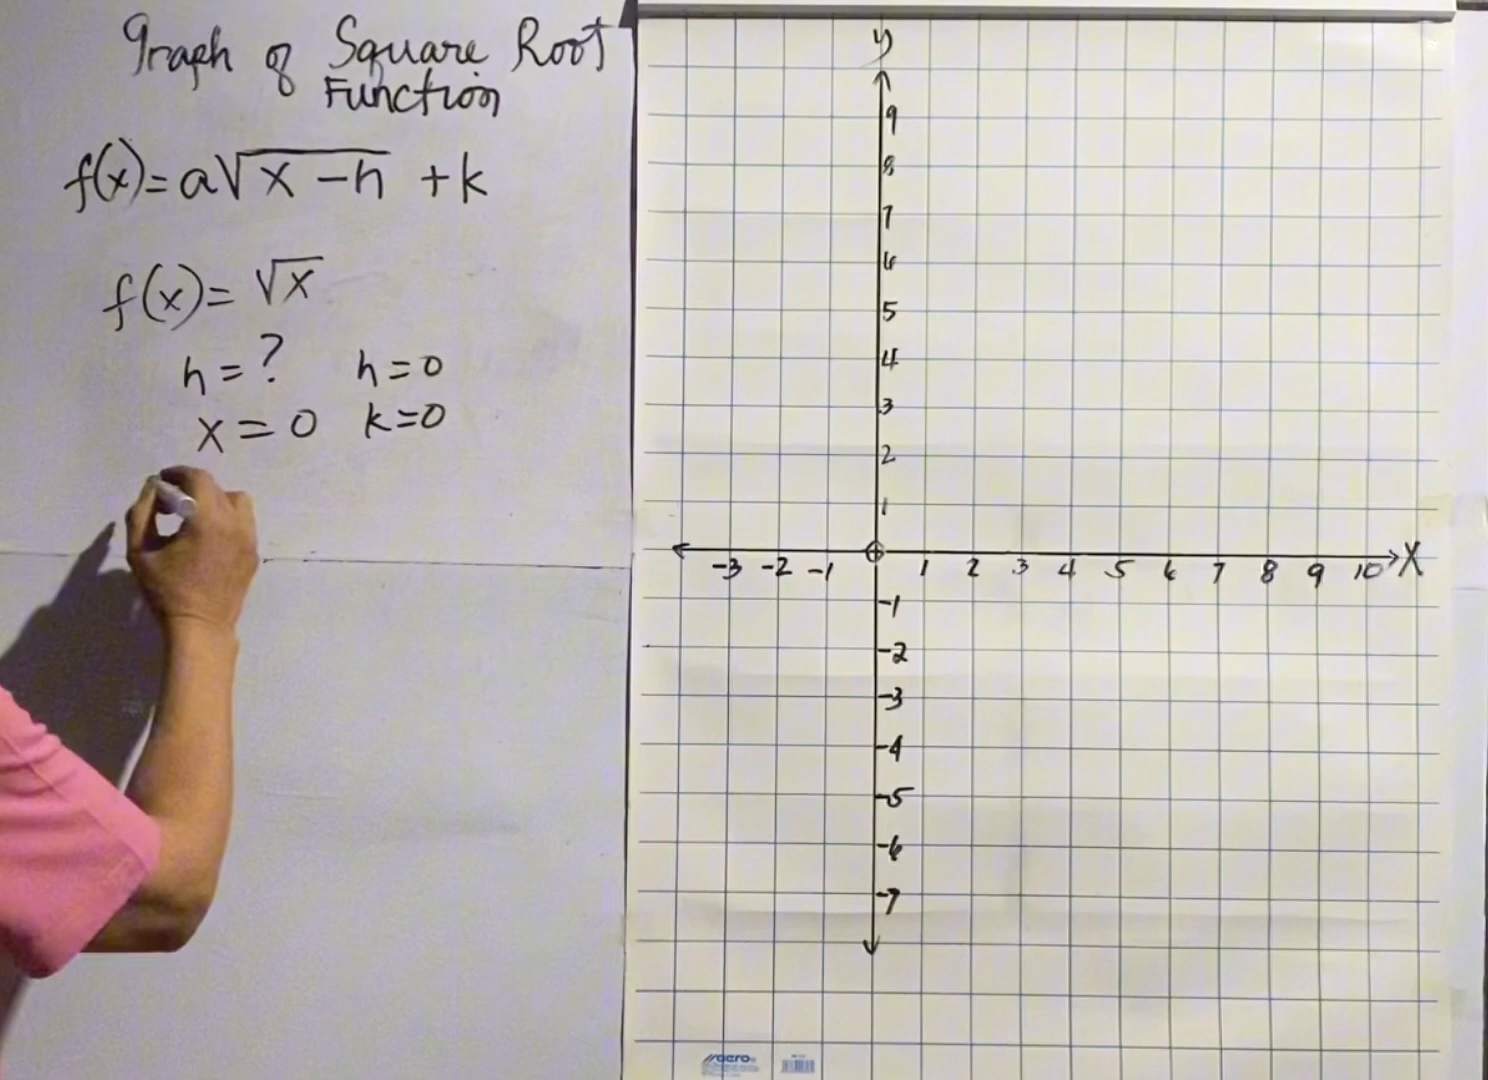 Graph of Square Root
Function
f(x)=a√x-h +k
f(x)= √x
h=? h=0
x=0 k=0
y
9
8
7
6
5
4
3
2
1
-3 -2 -1 1 2 3 4 5 6 7 8 9 10 X
-1
-2
-3
-4
-5
-6
-7
aero